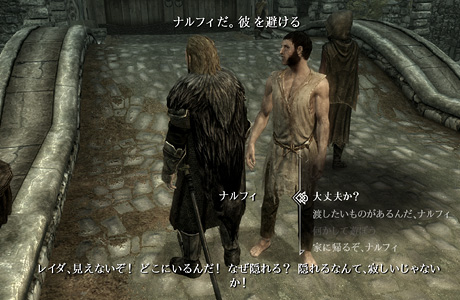 ナルフィだ。彼 を避ける
ナルフィ
大丈夫か?
渡したいものがあるんだ、ナルフィ
家に帰るぞ、ナルフィ
レイダ、見えないぞ! どこにいるんだ! なぜ隠れる? 隠れるなんて、寂しいじゃない
か!